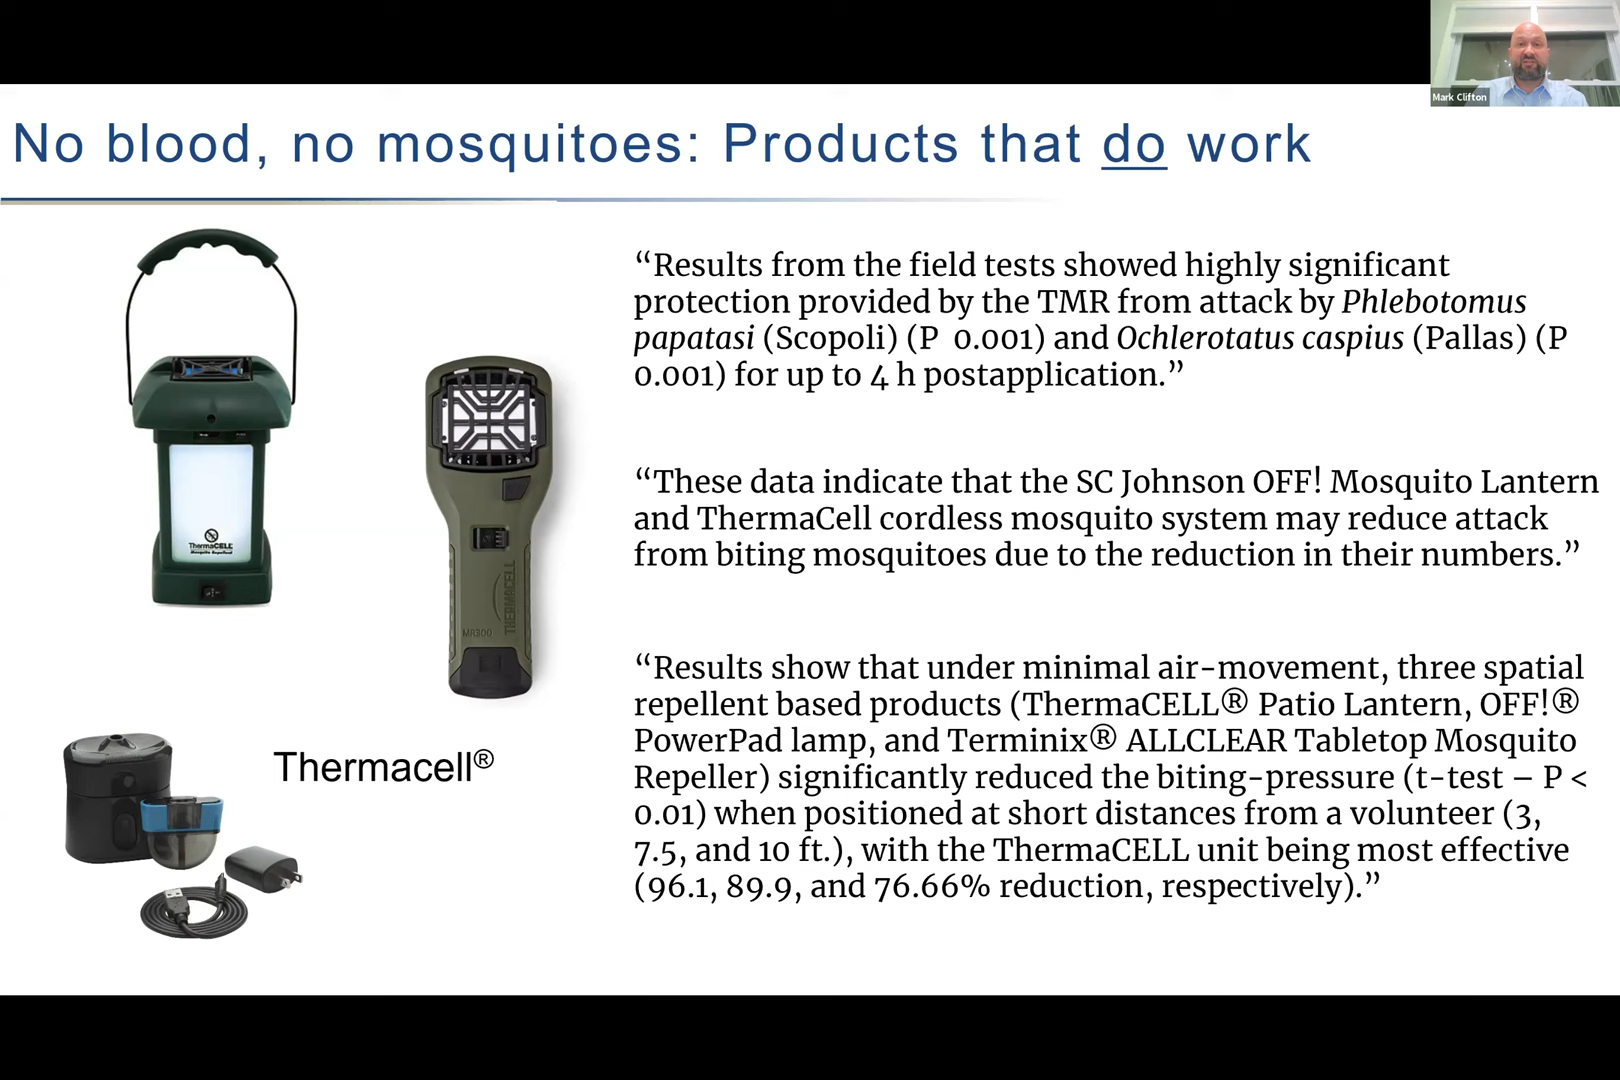 Mark Clifton
No blood, no mosquitoes: Products that do work
“Results from the field tests showed highly significant
protection provided by the TMR from attack by Phlebotomus
papatasi (Scopoli) (P  0.001) and Ochlerotatus caspius (Pallas) (P
0.001) for up to 4 h postapplication.”
“These data indicate that the SC Johnson OFF! Mosquito Lantern
and ThermaCell cordless mosquito system may reduce attack
from biting mosquitoes due to the reduction in their numbers.”
“Results show that under minimal air-movement, three spatial
repellent based products (ThermaCELL® Patio Lantern, OFF!®
PowerPad lamp, and Terminix® ALLCLEAR Tabletop Mosquito
Repeller) significantly reduced the biting-pressure (t-test – P <
0.01) when positioned at short distances from a volunteer (3,
7.5, and 10 ft.), with the ThermaCELL unit being most effective
(96.1, 89.9, and 76.66% reduction, respectively).”
ThermaCELL
Mosquito Repellent
THERMACELL
MR300
Thermacell®